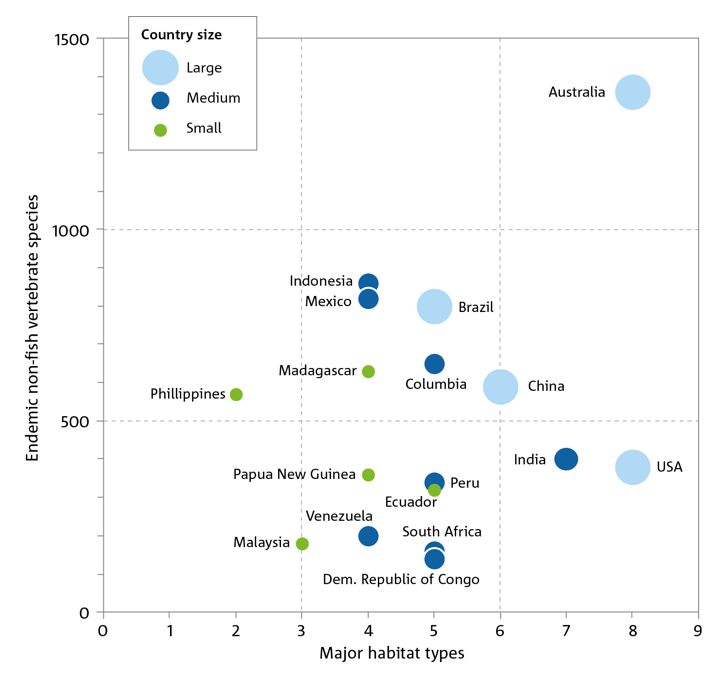 1500
Country size
Large
Medium
Small
Australia
1000
Indonesia
Mexico
Brazil
Madagascar
Columbia
China
Phillippines
500
India
USA
Papua New Guinea
Peru
Ecuador
Venezuela
South Africa
Malaysia
Dem. Republic of Congo
0
0 1 2 3 4 5 6 7 8 9
Major habitat types
Endemic non-fish vertebrate species